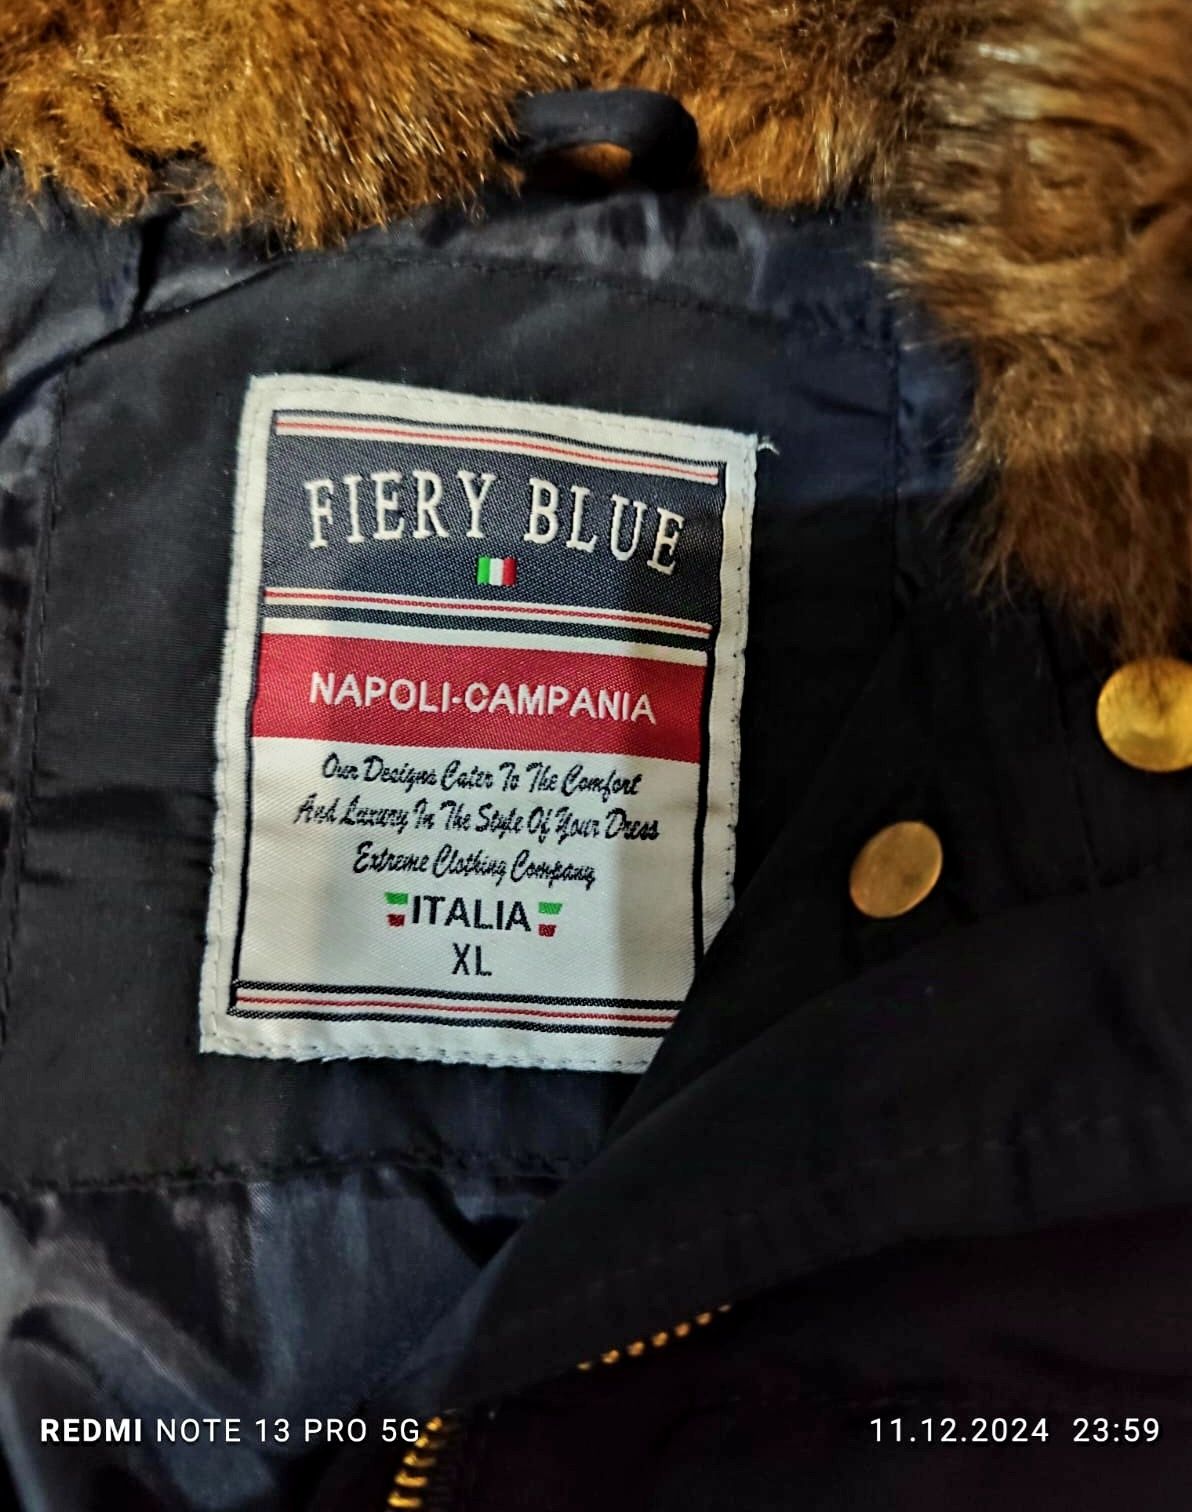 FIERY BLUE
NAPOLI-CAMPANIA
Our Designs Cater To The Comfort
And Luxury In The Style Of Your Dress
Extreme Clothing Company
ITALIA
XL
REDMI NOTE 13 PRO 5G
11.12.2024 23:59